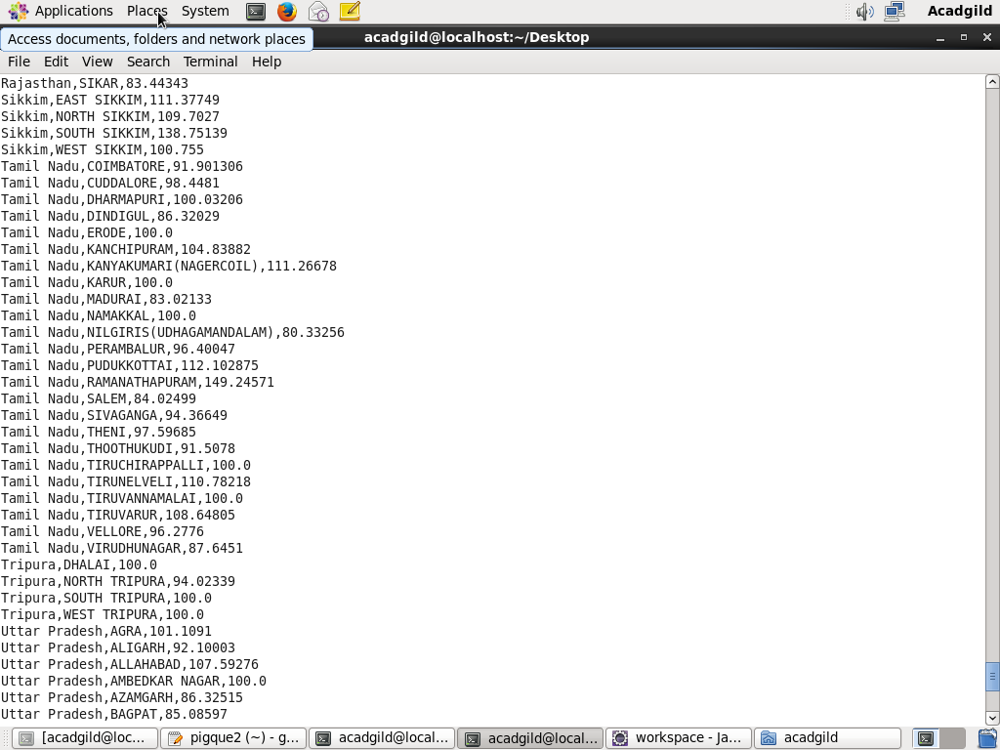 Applications Places System Acadgild
Access documents, folders and network places
acadgild@localhost:~/Desktop
File Edit View Search Terminal Help
Rajasthan,SIKAR,83.44343
Sikkim,EAST SIKKIM,111.37749
Sikkim,NORTH SIKKIM,109.7027
Sikkim,SOUTH SIKKIM,138.75139
Sikkim,WEST SIKKIM,100.755
Tamil Nadu,COIMBATORE,91.901306
Tamil Nadu,CUDDALORE,98.4481
Tamil Nadu,DHARMAPURI,100.03206
Tamil Nadu,DINDIGUL,86.32029
Tamil Nadu,ERODE,100.0
Tamil Nadu,KANCHIPURAM,104.83882
Tamil Nadu,KANYAKUMARI(NAGERCOIL),111.26678
Tamil Nadu,KARUR,100.0
Tamil Nadu,MADURAI,83.02133
Tamil Nadu,NAMAKKAL,100.0
Tamil Nadu,NILGIRIS(UDHAGAMANDALAM),80.33256
Tamil Nadu,PERAMBALUR,96.40047
Tamil Nadu,PUDUKKOTTAI,112.102875
Tamil Nadu,RAMANATHAPURAM,149.24571
Tamil Nadu,SALEM,84.02499
Tamil Nadu,SIVAGANGA,94.36649
Tamil Nadu,THENI,97.59685
Tamil Nadu,THOOTHUKUDI,91.5078
Tamil Nadu,TIRUCHIRAPPALLI,100.0
Tamil Nadu,TIRUNELVELI,110.78218
Tamil Nadu,TIRUVANNAMALAI,100.0
Tamil Nadu,TIRUVARUR,108.64805
Tamil Nadu,VELLORE,96.2776
Tamil Nadu,VIRUDHUNAGAR,87.6451
Tripura,DHALAI,100.0
Tripura,NORTH TRIPURA,94.02339
Tripura,SOUTH TRIPURA,100.0
Tripura,WEST TRIPURA,100.0
Uttar Pradesh,AGRA,101.1091
Uttar Pradesh,ALIGARH,92.10003
Uttar Pradesh,ALLAHABAD,107.59276
Uttar Pradesh,AMBEDKAR NAGAR,100.0
Uttar Pradesh,AZAMGARH,86.32515
Uttar Pradesh,BAGPAT,85.08597
[acadgild@loc... pigque2 (~) - g... acadgild@local... acadgild@local... workspace - Ja... acadgild